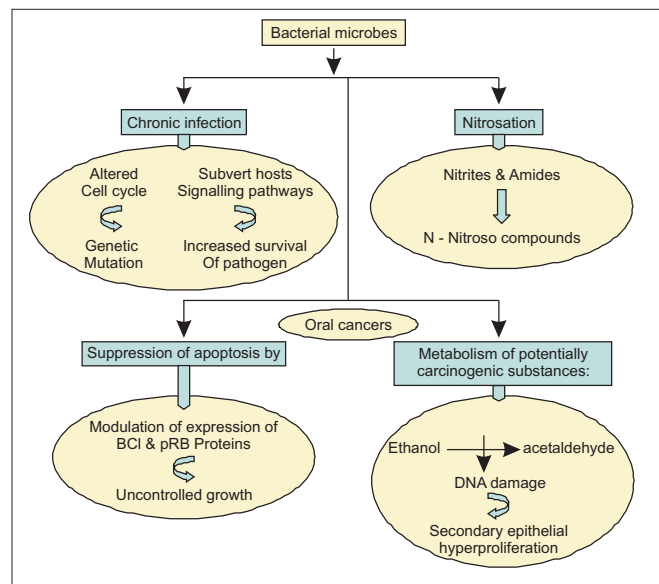 Bacterial microbes
Chronic infection
Nitrosation
Altered
Cell cycle
Genetic
Mutation
Subvert hosts
Signalling pathways
Increased survival
Of pathogen
Nitrites & Amides
N - Nitroso compounds
Oral cancers
Suppression of apoptosis by
Modulation of expression of
BCl & pRB Proteins
Uncontrolled growth
Metabolism of potentially
carcinogenic substances:
Ethanol
acetaldehyde
DNA damage
Secondary epithelial
hyperproliferation